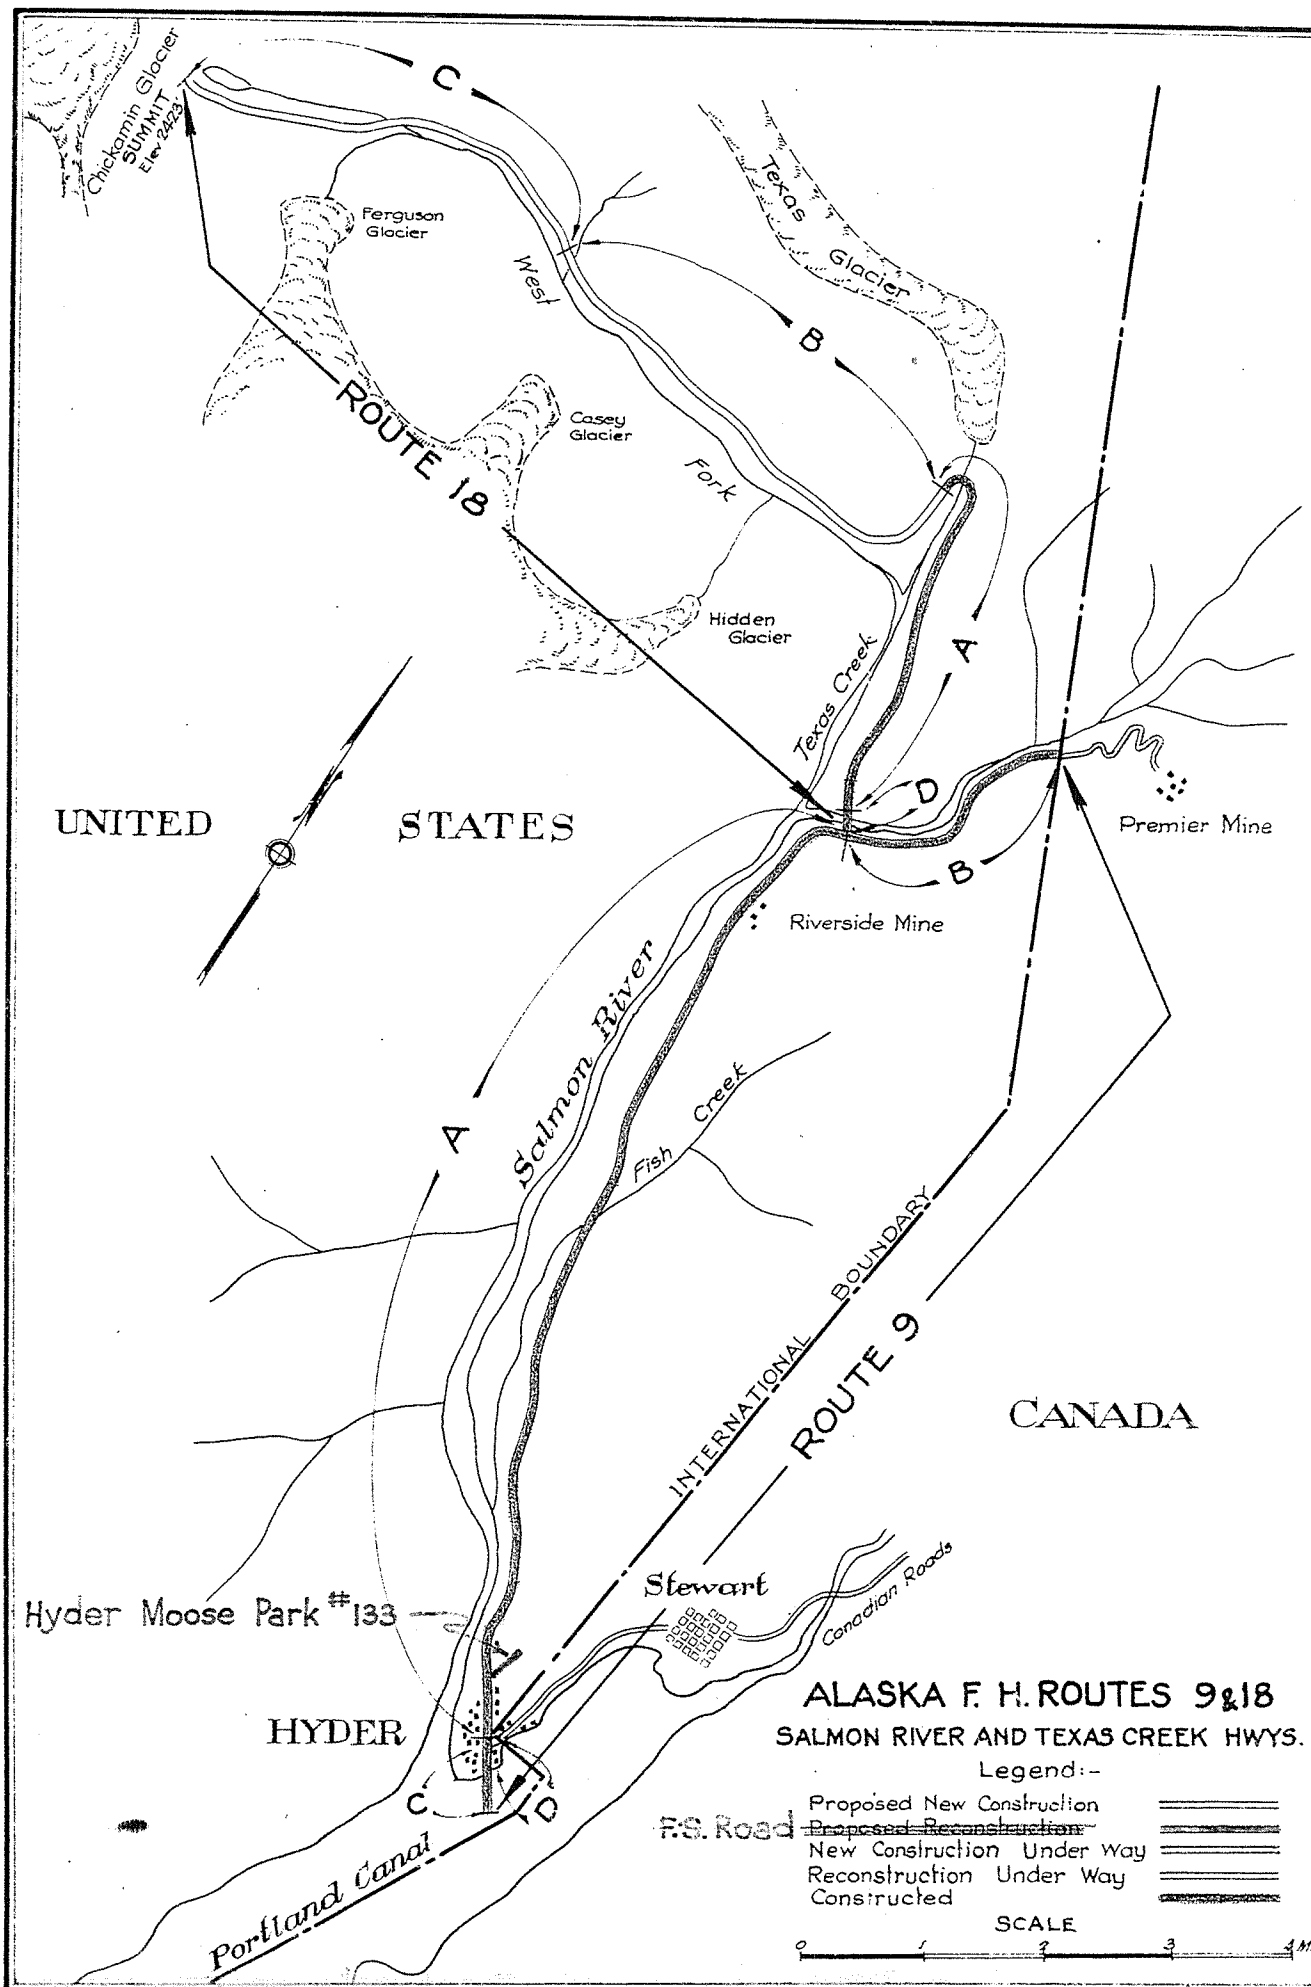 Chickamin Glacier
SUMMIT
Elev 2423'
C
Ferguson
Glacier
Texas
Glacier
West
B
ROUTE 18
Casey
Glacier
Fork
Hidden
Glacier
A
Texas Creek
D
UNITED STATES
Premier Mine
B
Riverside Mine
Salmon River
A
Fish Creek
INTERNATIONAL BOUNDARY
ROUTE 9
CANADA
Stewart
Canadian Roads
Hyder Moose Park #133
HYDER
C
D
Portland Canal
ALASKA F. H. ROUTES 9&18
SALMON RIVER AND TEXAS CREEK HWYS.
Legend:-
Proposed New Construction
F.S. Road Proposed Reconstruction
New Construction Under Way
Reconstruction Under Way
Constructed
SCALE
0 1 2 3 4 M